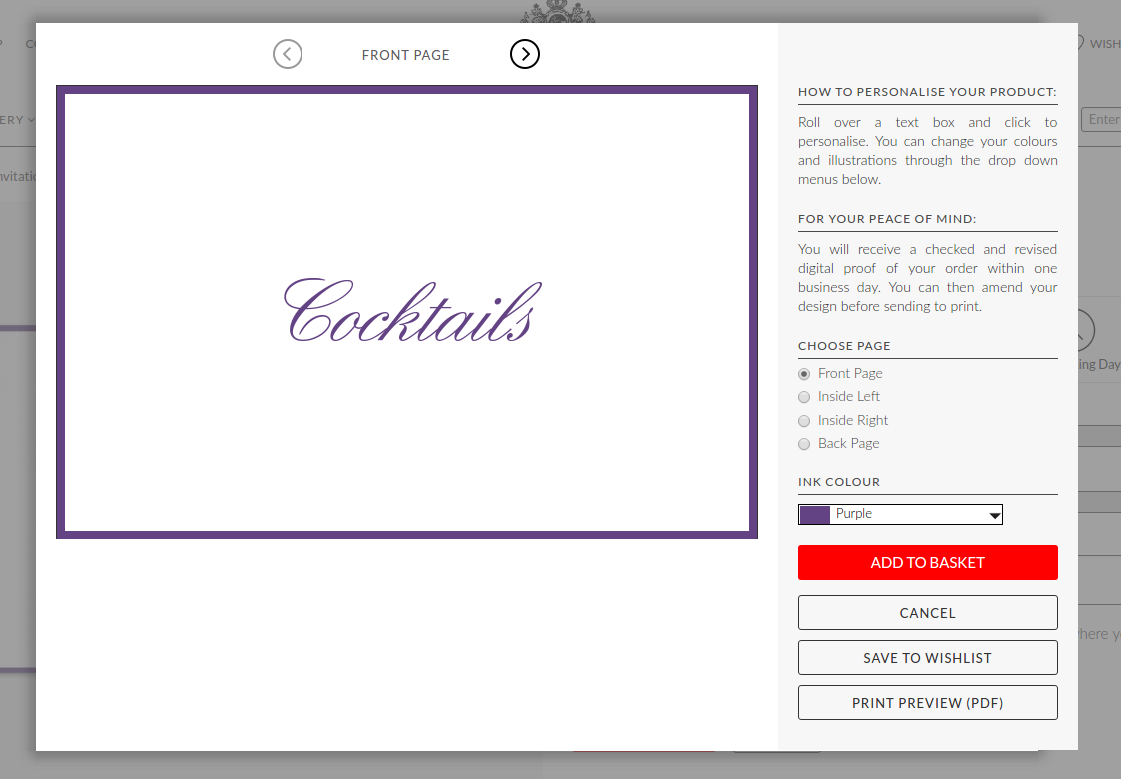 FRONT PAGE
Cocktails
HOW TO PERSONALISE YOUR PRODUCT:
Roll over a text box and click to
personalise. You can change your colours
and illustrations through the drop down
menus below.
FOR YOUR PEACE OF MIND:
You will receive a checked and revised
digital proof of your order within one
business day. You can then amend your
design before sending to print.
CHOOSE PAGE
Front Page
Inside Left
Inside Right
Back Page
INK COLOUR
Purple
ADD TO BASKET
CANCEL
SAVE TO WISHLIST
PRINT PREVIEW (PDF)
WISH
Enter
ing Day